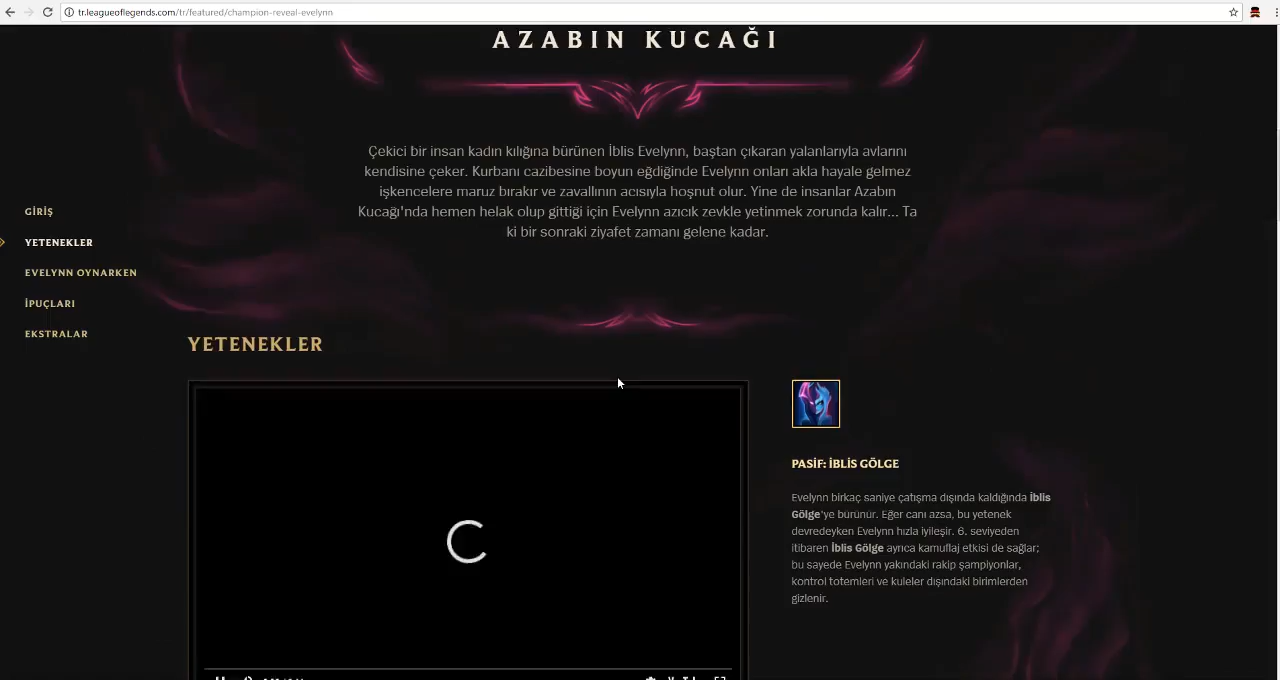 tr.leagueoflegends.com/tr/featured/champion-reveal-evelynn
AZABIN KUCAĞI
Çekici bir insan kadın kılığına bürünen İblis Evelynn, baştan çıkaran yalanlarıyla avlarını
kendisine çeker. Kurbanı cazibesine boyun eğdiğinde Evelynn onları akla hayale gelmez
işkencelere maruz bırakır ve zavallının acısıyla hoşnut olur. Yine de insanlar Azabın
Kucağı'nda hemen helak olup gittiği için Evelynn azıcık zevkle yetinmek zorunda kalır... Ta
ki bir sonraki ziyafet zamanı gelene kadar.
GİRİŞ
YETENEKLER
EVELYNN OYNARKEN
İPUÇLARI
EKSTRALAR
YETENEKLER
PASİF: İBLİS GÖLGE
Evelynn birkaç saniye çatışma dışında kaldığında İblis
Gölge'ye bürünür. Eğer canı azsa, bu yetenek
devredeyken Evelynn hızla iyileşir. 6. seviyeden
itibaren İblis Gölge ayrıca kamuflaj etkisi de sağlar;
bu sayede Evelynn yakındaki rakip şampiyonlar,
kontrol totemleri ve kuleler dışındaki birimlerden
gizlenir.